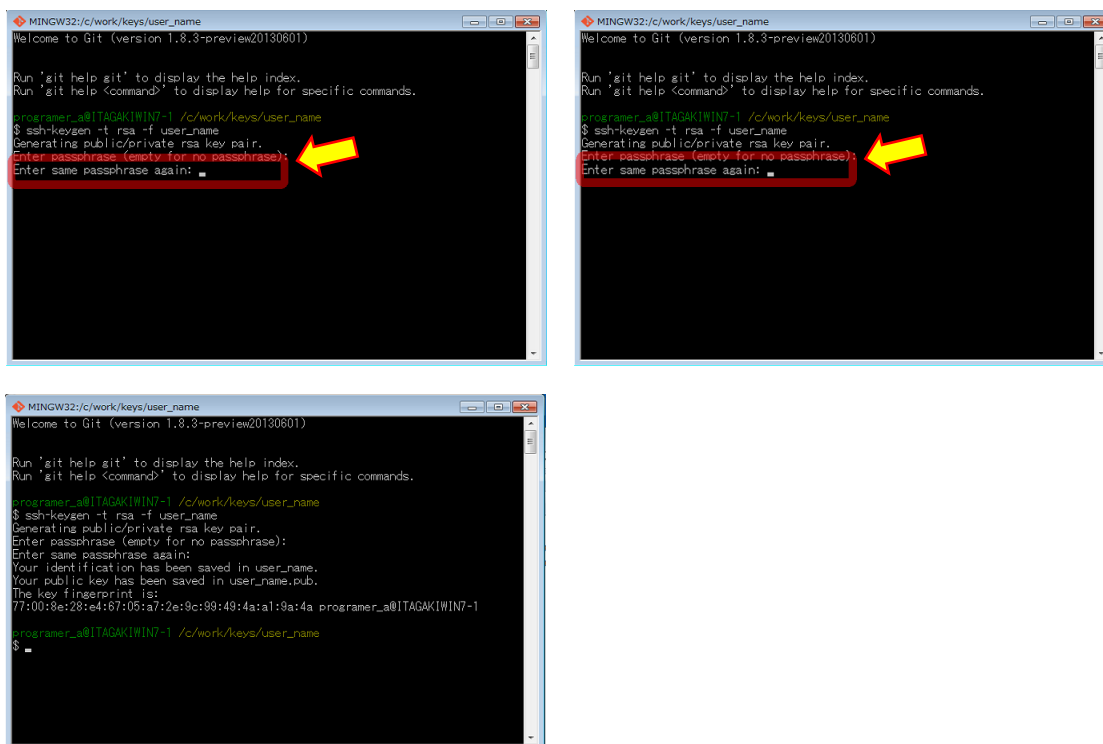 MINGW32:/c/work/keys/user_name
Welcome to Git (version 1.8.3-preview20130601)
Run 'git help git' to display the help index.
Run 'git help <command>' to display help for specific commands.
programer_a@ITAGAKIWIN7-1 /c/work/keys/user_name
$ ssh-keygen -t rsa -f user_name
Generating public/private rsa key pair.
Enter passphrase (empty for no passphrase):
Enter same passphrase again:
MINGW32:/c/work/keys/user_name
Welcome to Git (version 1.8.3-preview20130601)
Run 'git help git' to display the help index.
Run 'git help <command>' to display help for specific commands.
programer_a@ITAGAKIWIN7-1 /c/work/keys/user_name
$ ssh-keygen -t rsa -f user_name
Generating public/private rsa key pair.
Enter passphrase (empty for no passphrase):
Enter same passphrase again:
MINGW32:/c/work/keys/user_name
Welcome to Git (version 1.8.3-preview20130601)
Run 'git help git' to display the help index.
Run 'git help <command>' to display help for specific commands.
programer_a@ITAGAKIWIN7-1 /c/work/keys/user_name
$ ssh-keygen -t rsa -f user_name
Generating public/private rsa key pair.
Enter passphrase (empty for no passphrase):
Enter same passphrase again:
Your identification has been saved in user_name.
Your public key has been saved in user_name.pub.
The key fingerprint is:
77:00:8e:28:e4:67:05:a7:2e:9c:99:49:4a:a1:9a:4a programer_a@ITAGAKIWIN7-1
programer_a@ITAGAKIWIN7-1 /c/work/keys/user_name
$